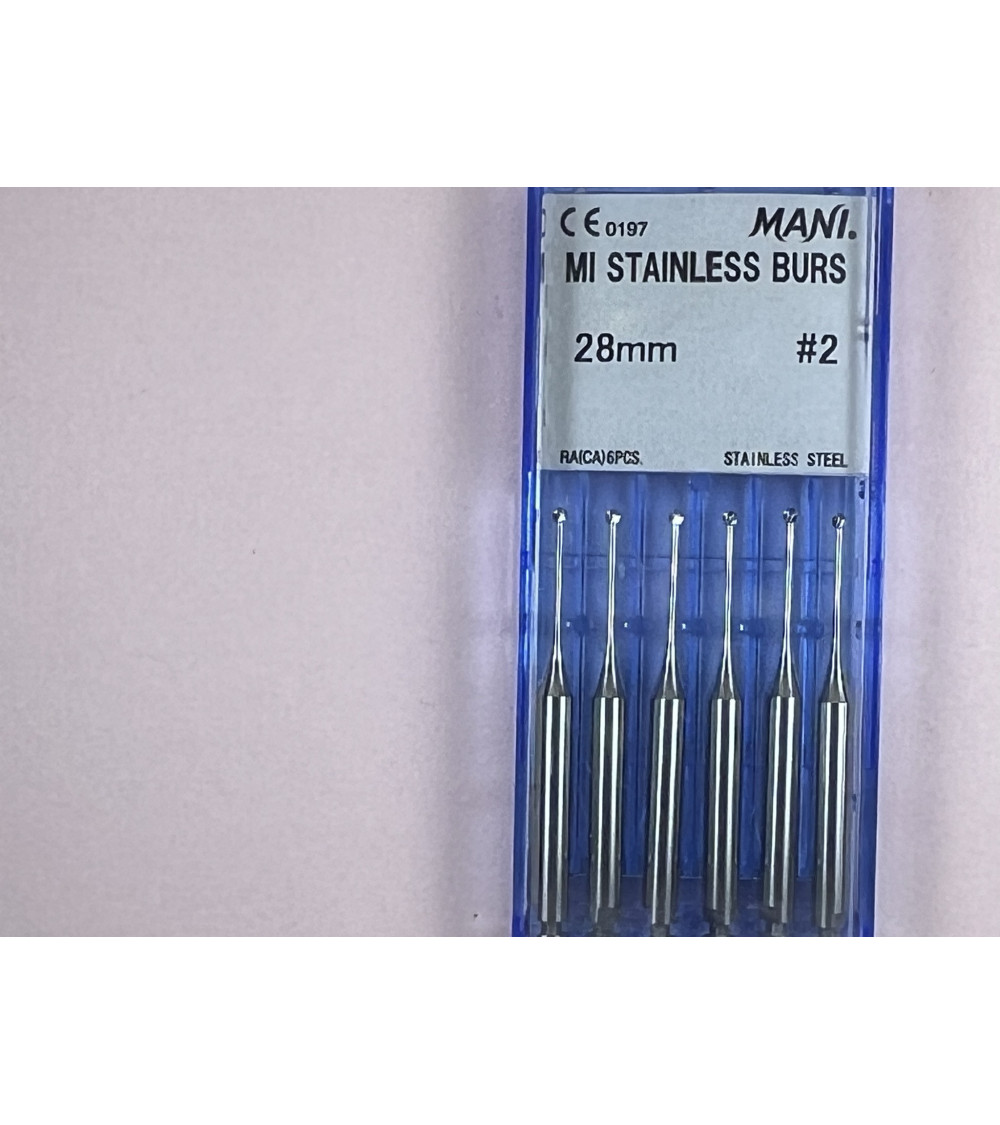 CE 0197 MANI.
MI STAINLESS BURS
28mm #2
RA(CA)6PCS. STAINLESS STEEL